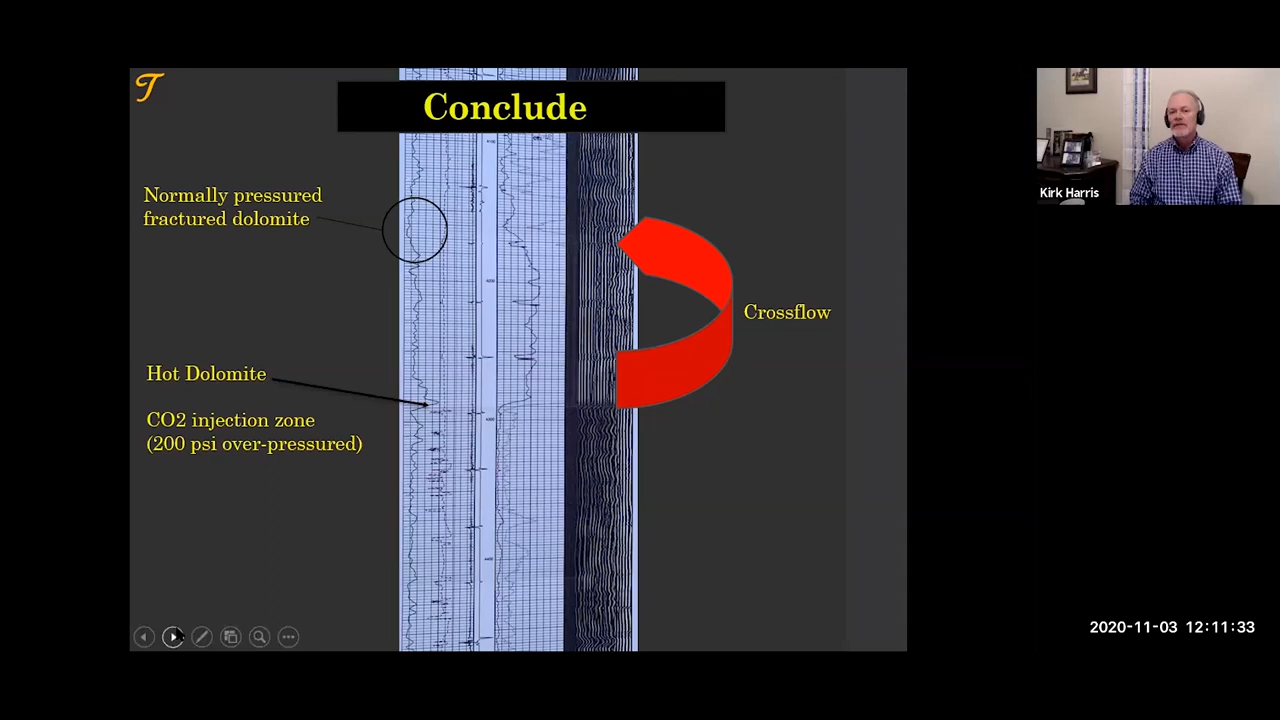 T
Conclude
Normally pressured
fractured dolomite
Crossflow
Hot Dolomite
CO2 injection zone
(200 psi over-pressured)
Kirk Harris
2020-11-03 12:11:33